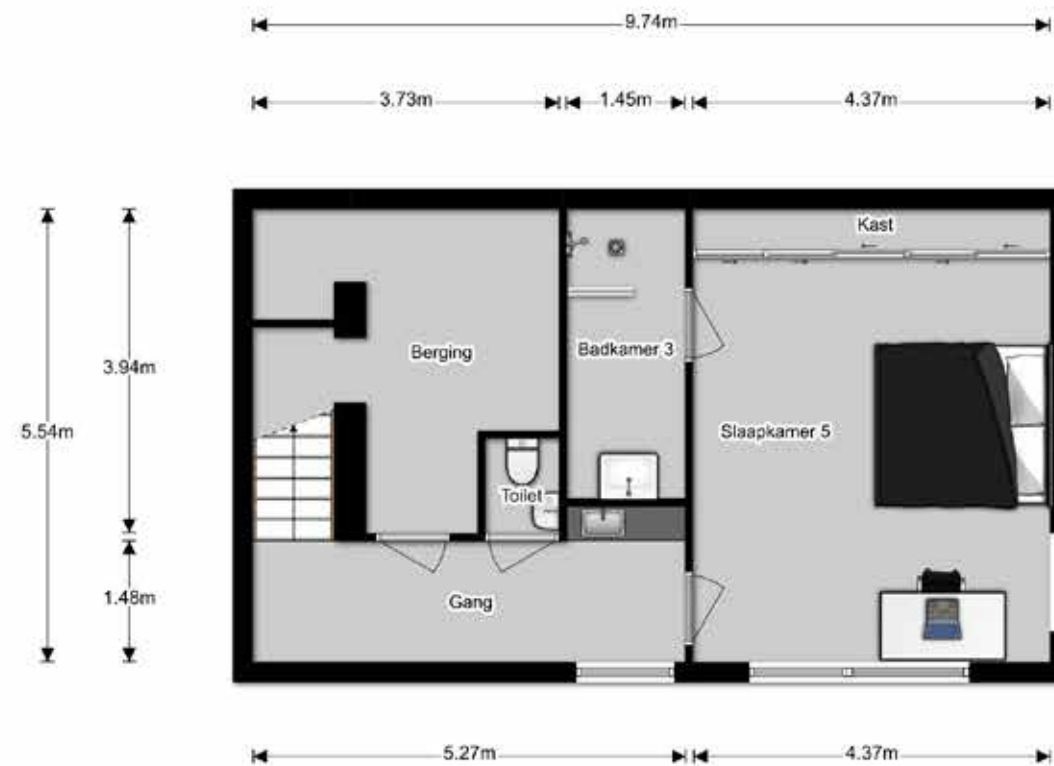 9.74m
3.73m
1.45m
4.37m
Kast
Berging
Badkamer 3
3.94m
5.54m
Slaapkamer 5
Toilet
1.48m
Gang
5.27m
4.37m